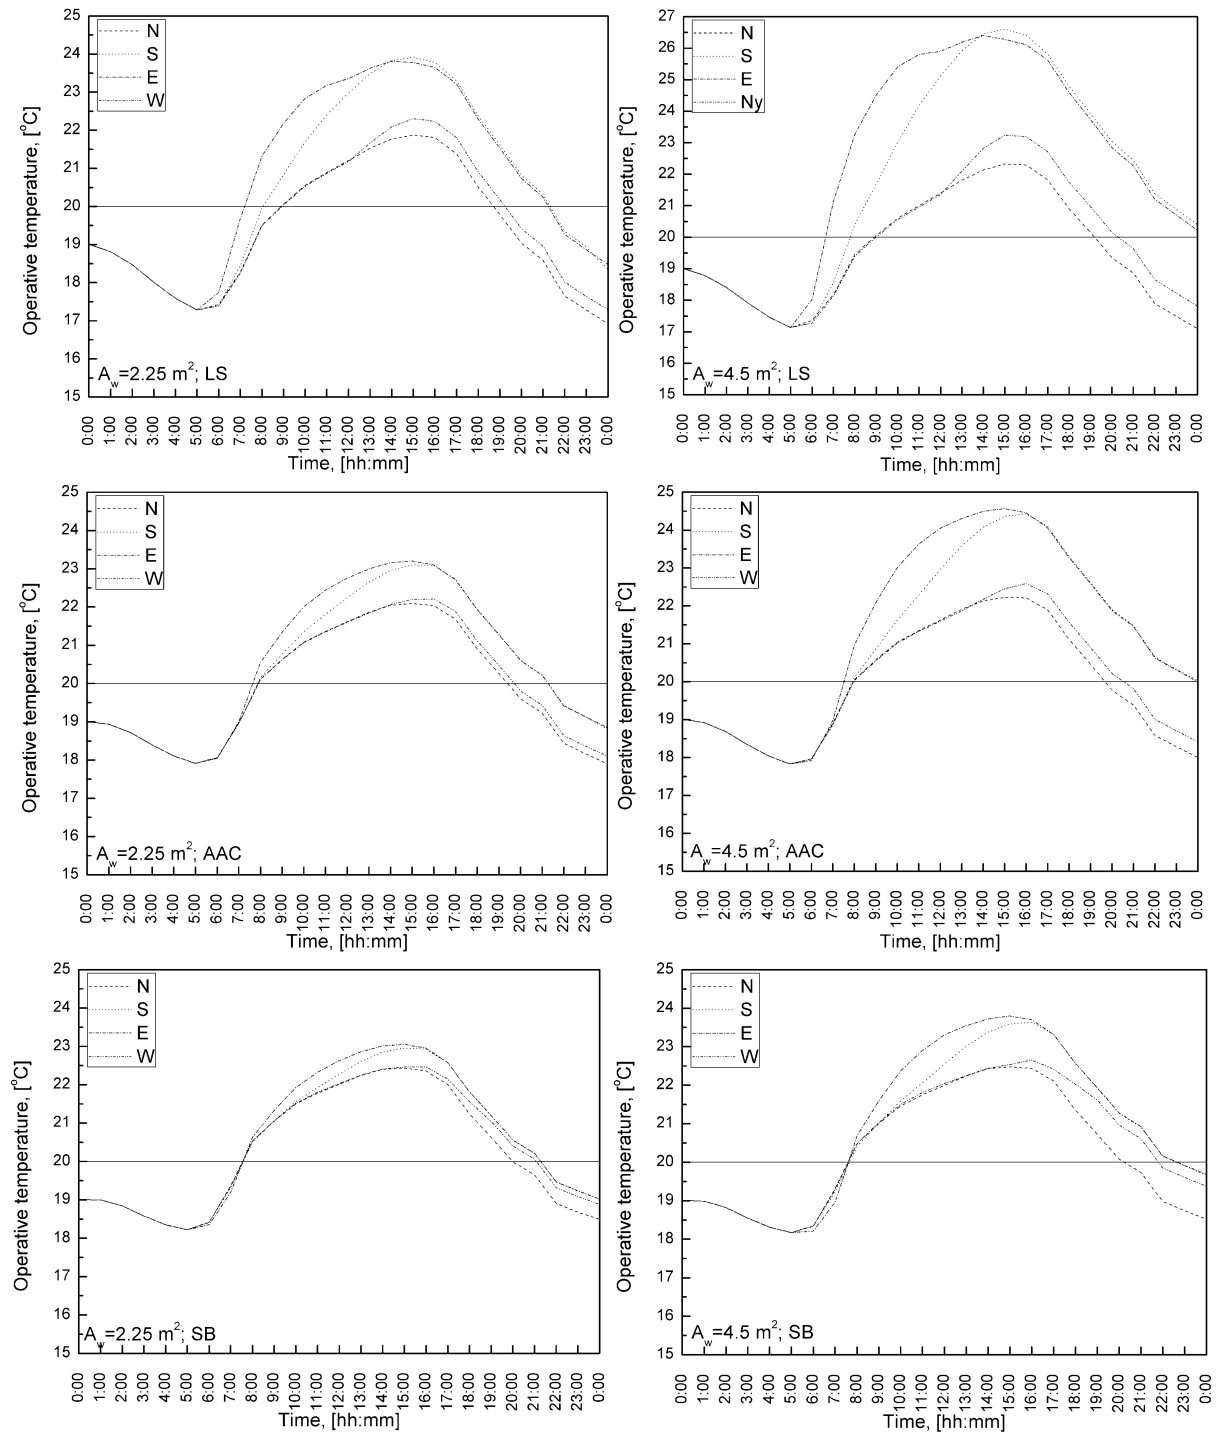 N
S
E
W
25
24
23
22
21
20
19
18
17
16
15
Operative temperature, [°C]
A_w=2.25 m²; LS
0:00 1:00 2:00 3:00 4:00 5:00 6:00 7:00 8:00 9:00 10:00 11:00 12:00 13:00 14:00 15:00 16:00 17:00 18:00 19:00 20:00 21:00 22:00 23:00 0:00
Time, [hh:mm]
N
S
E
Ny
27
26
25
24
23
22
21
20
19
18
17
16
15
Operative temperature, [°C]
A_w=4.5 m²; LS
0:00 1:00 2:00 3:00 4:00 5:00 6:00 7:00 8:00 9:00 10:00 11:00 12:00 13:00 14:00 15:00 16:00 17:00 18:00 19:00 20:00 21:00 22:00 23:00 0:00
Time, [hh:mm]
N
S
E
W
25
24
23
22
21
20
19
18
17
16
15
Operative temperature, [°C]
A_w=2.25 m²; AAC
0:00 1:00 2:00 3:00 4:00 5:00 6:00 7:00 8:00 9:00 10:00 11:00 12:00 13:00 14:00 15:00 16:00 17:00 18:00 19:00 20:00 21:00 22:00 23:00 0:00
Time, [hh:mm]
N
S
E
W
25
24
23
22
21
20
19
18
17
16
15
Operative temperature, [°C]
A_w=4.5 m²; AAC
0:00 1:00 2:00 3:00 4:00 5:00 6:00 7:00 8:00 9:00 10:00 11:00 12:00 13:00 14:00 15:00 16:00 17:00 18:00 19:00 20:00 21:00 22:00 23:00 0:00
Time, [hh:mm]
N
S
E
W
25
24
23
22
21
20
19
18
17
16
15
Operative temperature, [°C]
A_w=2.25 m²; SB
0:00 1:00 2:00 3:00 4:00 5:00 6:00 7:00 8:00 9:00 10:00 11:00 12:00 13:00 14:00 15:00 16:00 17:00 18:00 19:00 20:00 21:00 22:00 23:00 0:00
Time, [hh:mm]
N
S
E
W
25
24
23
22
21
20
19
18
17
16
15
Operative temperature, [°C]
A_w=4.5 m²; SB
0:00 1:00 2:00 3:00 4:00 5:00 6:00 7:00 8:00 9:00 10:00 11:00 12:00 13:00 14:00 15:00 16:00 17:00 18:00 19:00 20:00 21:00 22:00 23:00 0:00
Time, [hh:mm]